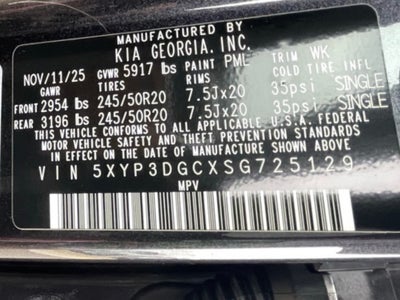 MANUFACTURED BY
KIA GEORGIA, INC.
NOV/11/25 GVWR 5917 lbs PAINT PML TRIM WK
GAWR TIRES RIMS COLD TIRE INFL
FRONT 2954 lbs 245/50R20 7.5Jx20 35psi SINGLE
REAR 3196 lbs 245/50R20 7.5Jx20 35psi SINGLE
THIS VEHICLE CONFORMS TO ALL APPLICABLE U.S.A. FEDERAL
MOTOR VEHICLE SAFETY AND THEFT PREVENTION STANDARDS
IN EFFECT ON THE DATE OF MANUFACTURE SHOWN ABOVE.
VIN 5XYP3DGCXSG725129
MPV